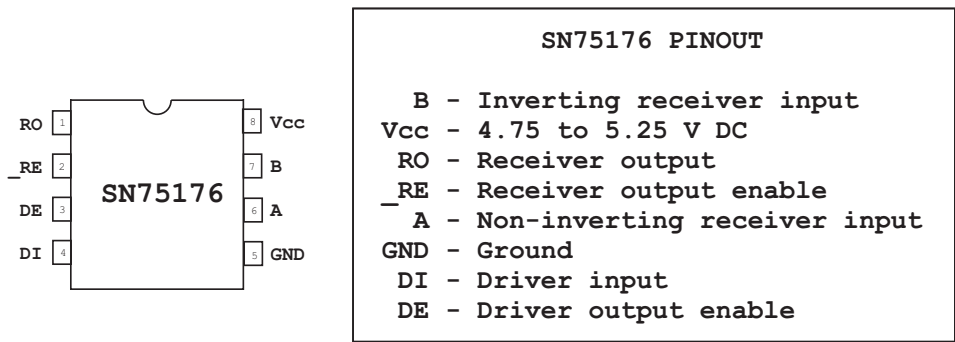 RO 1
_RE 2
DE 3
DI 4
SN75176
8 Vcc
7 B
6 A
5 GND
SN75176 PINOUT
B - Inverting receiver input
Vcc - 4.75 to 5.25 V DC
RO - Receiver output
_RE - Receiver output enable
A - Non-inverting receiver input
GND - Ground
DI - Driver input
DE - Driver output enable